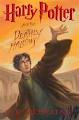 HARRY POTTER
AND THE
DEATHLY HALLOWS